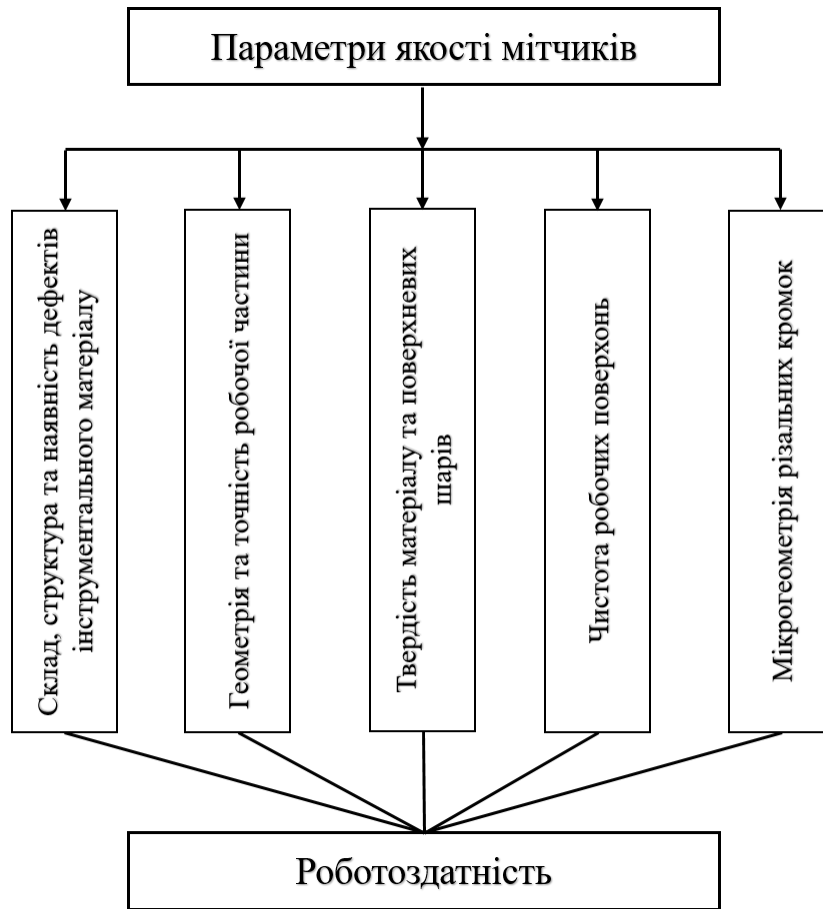 Параметри якості мітчиків
Склад, структура та наявність дефектів
інструментального матеріалу
Геометрія та точність робочої частини
Твердість матеріалу та поверхневих
шарів
Чистота робочих поверхонь
Мікрогеометрія різальних кромок
Роботоздатність